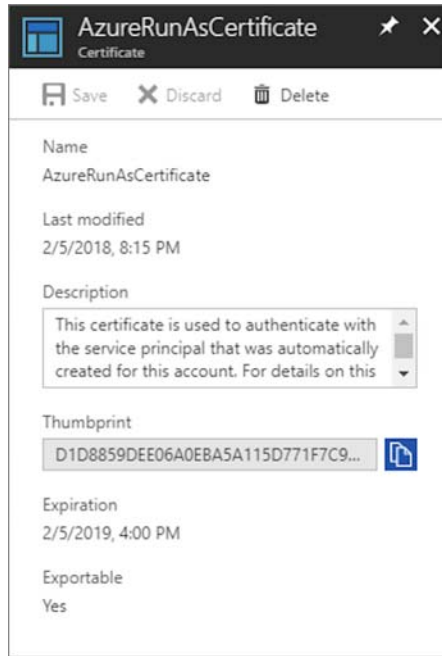 AzureRunAsCertificate
Certificate
Save Discard Delete
Name
AzureRunAsCertificate
Last modified
2/5/2018, 8:15 PM
Description
This certificate is used to authenticate with
the service principal that was automatically
created for this account. For details on this
Thumbprint
D1D8859DEE06A0EBA5A115D771F7C9...
Expiration
2/5/2019, 4:00 PM
Exportable
Yes